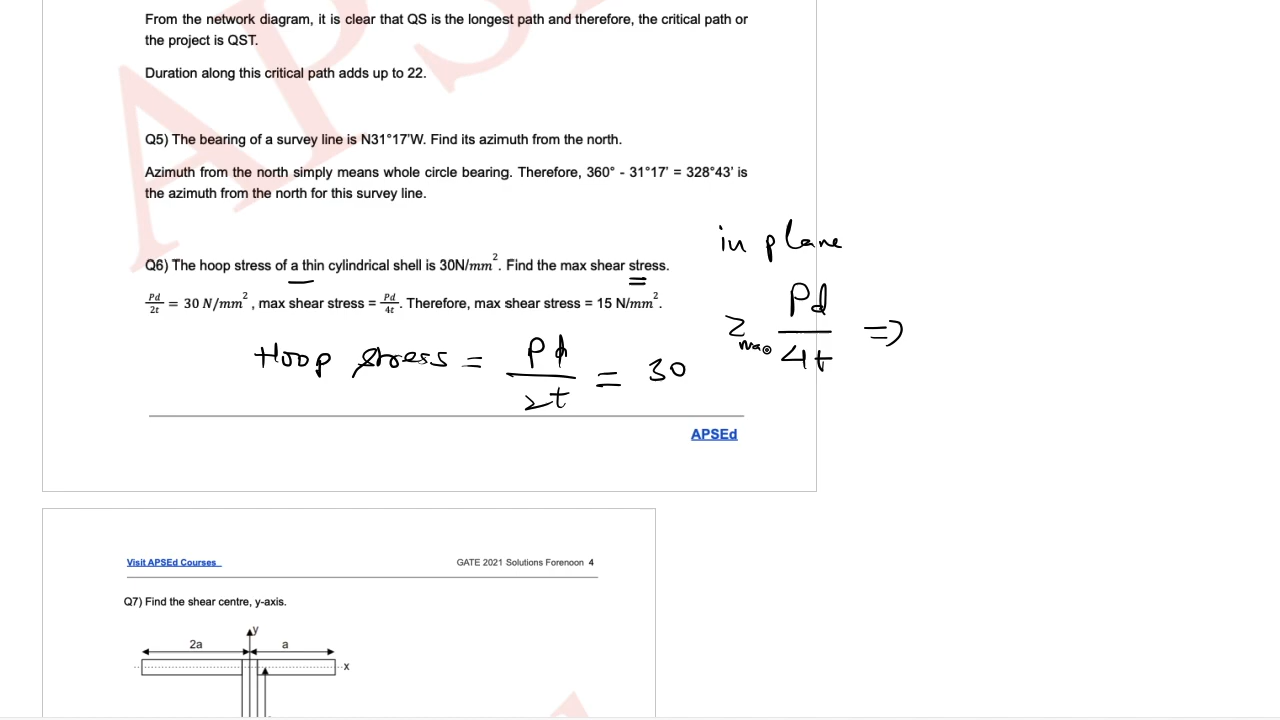 From the network diagram, it is clear that QS is the longest path and therefore, the critical path or
the project is QST.
Duration along this critical path adds up to 22.
Q5) The bearing of a survey line is N31°17'W. Find its azimuth from the north.
Azimuth from the north simply means whole circle bearing. Therefore, 360° - 31°17' = 328°43' is
the azimuth from the north for this survey line.
in plane
Q6) The hoop stress of a thin cylindrical shell is 30N/mm². Find the max shear stress.
Pd/2t = 30 N/mm², max shear stress = Pd/4t. Therefore, max shear stress = 15 N/mm².
Pd/4t =>
Hoop stress = Pd/2t = 30
APSEd
Visit APSEd Courses GATE 2021 Solutions Forenoon 4
Q7) Find the shear centre, y-axis.
y
2a a
x